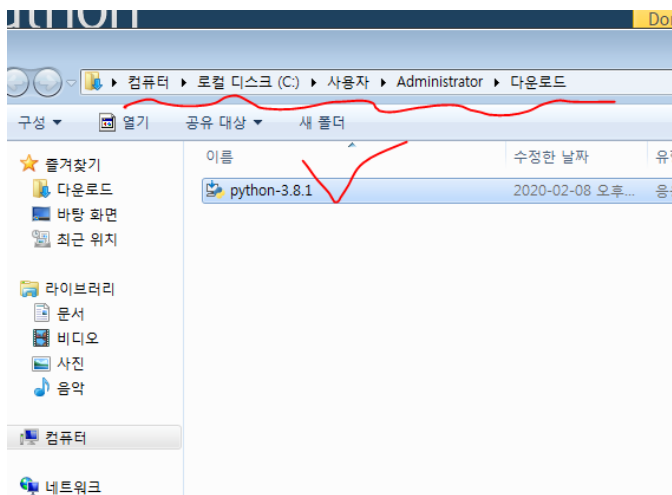 컴퓨터 ▸ 로컬 디스크 (C:) ▸ 사용자 ▸ Administrator ▸ 다운로드
구성 열기 공유 대상 새 폴더
이름 수정한 날짜
python-3.8.1 2020-02-08 오후...
즐겨찾기
다운로드
바탕 화면
최근 위치
라이브러리
문서
비디오
사진
음악
컴퓨터
네트워크